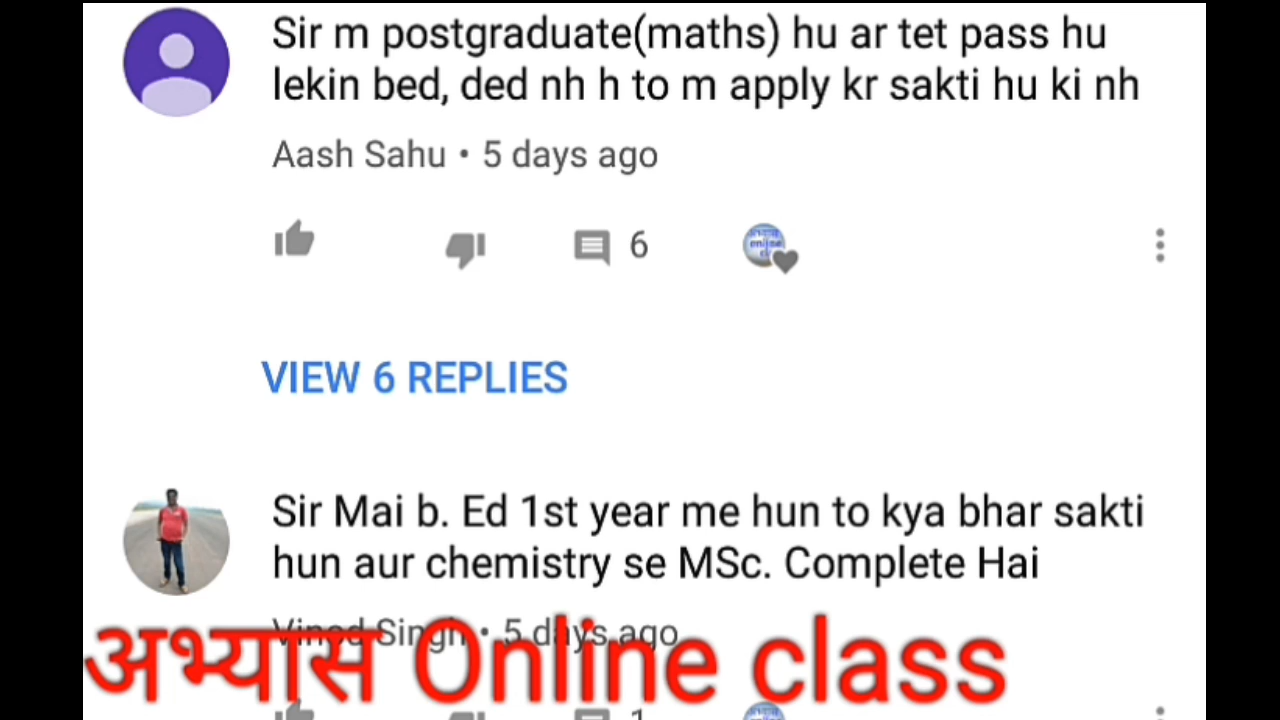 Sir m postgraduate(maths) hu ar tet pass hu
lekin bed, ded nh h to m apply kr sakti hu ki nh
Aash Sahu • 5 days ago
6
VIEW 6 REPLIES
Sir Mai b. Ed 1st year me hun to kya bhar sakti
hun aur chemistry se MSc. Complete Hai
Vinod Singh • 5 days ago
अभ्यास Online class
1